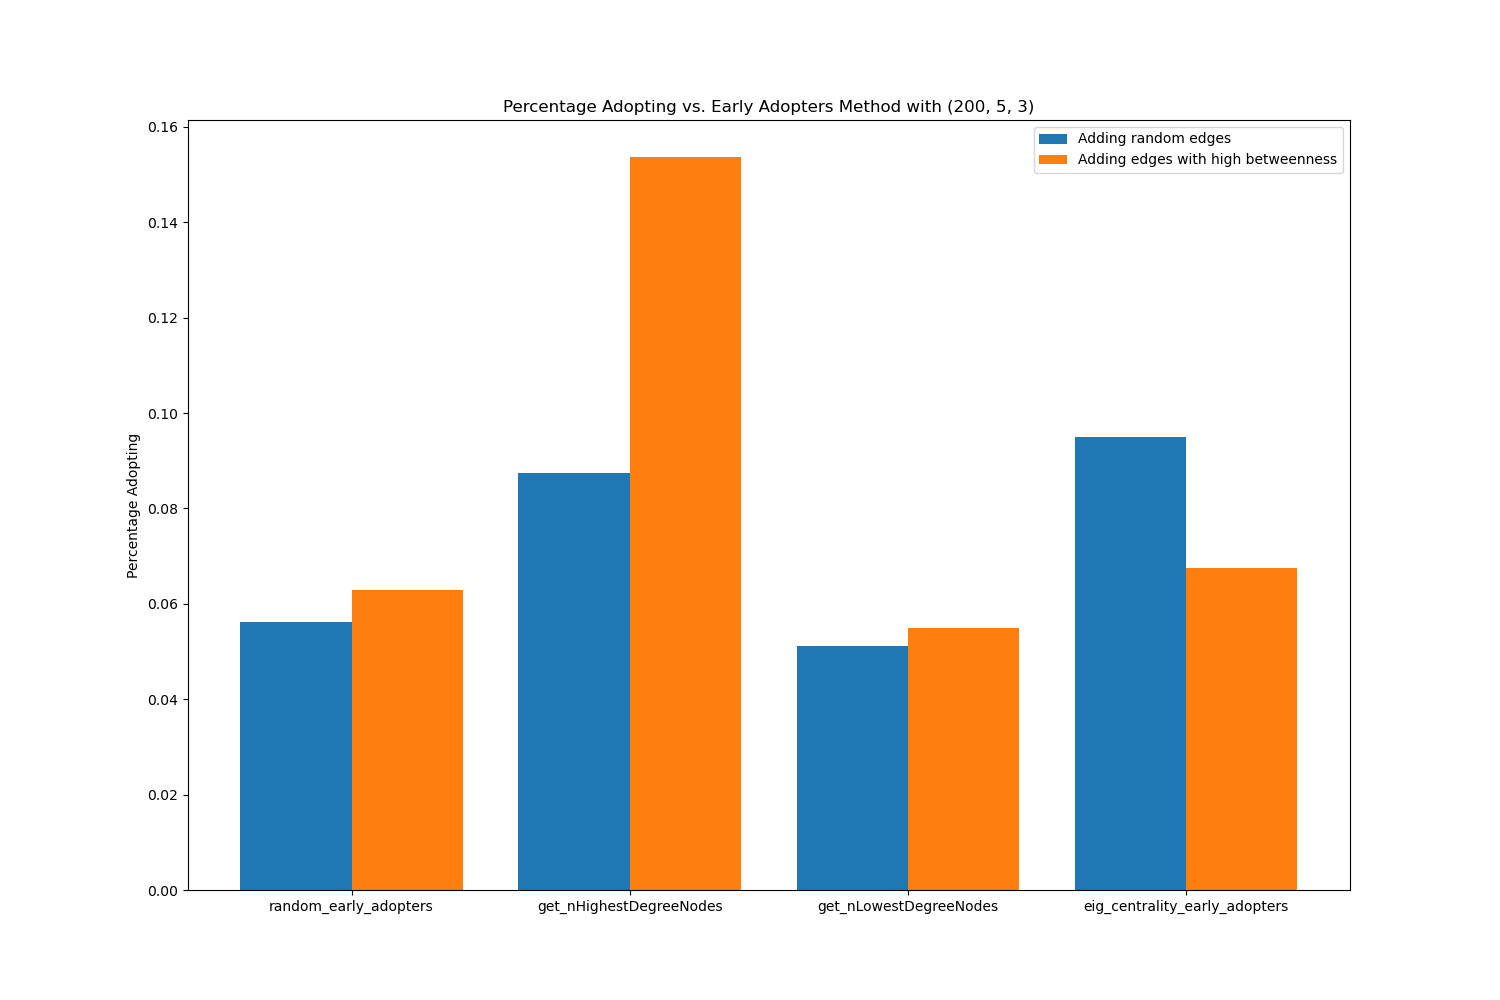 Percentage Adopting vs. Early Adopters Method with (200, 5, 3)
Adding random edges
Adding edges with high betweenness
Percentage Adopting
0.16
0.14
0.12
0.10
0.08
0.06
0.04
0.02
0.00
random_early_adopters
get_nHighestDegreeNodes
get_nLowestDegreeNodes
eig_centrality_early_adopters